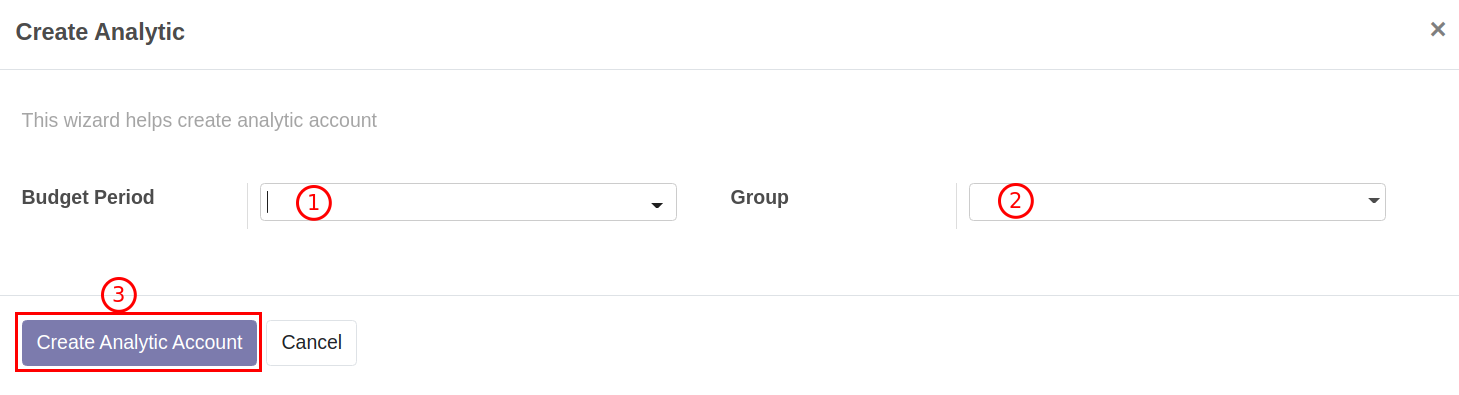 Create Analytic ×
This wizard helps create analytic account
Budget Period 1 Group 2
3
Create Analytic Account Cancel